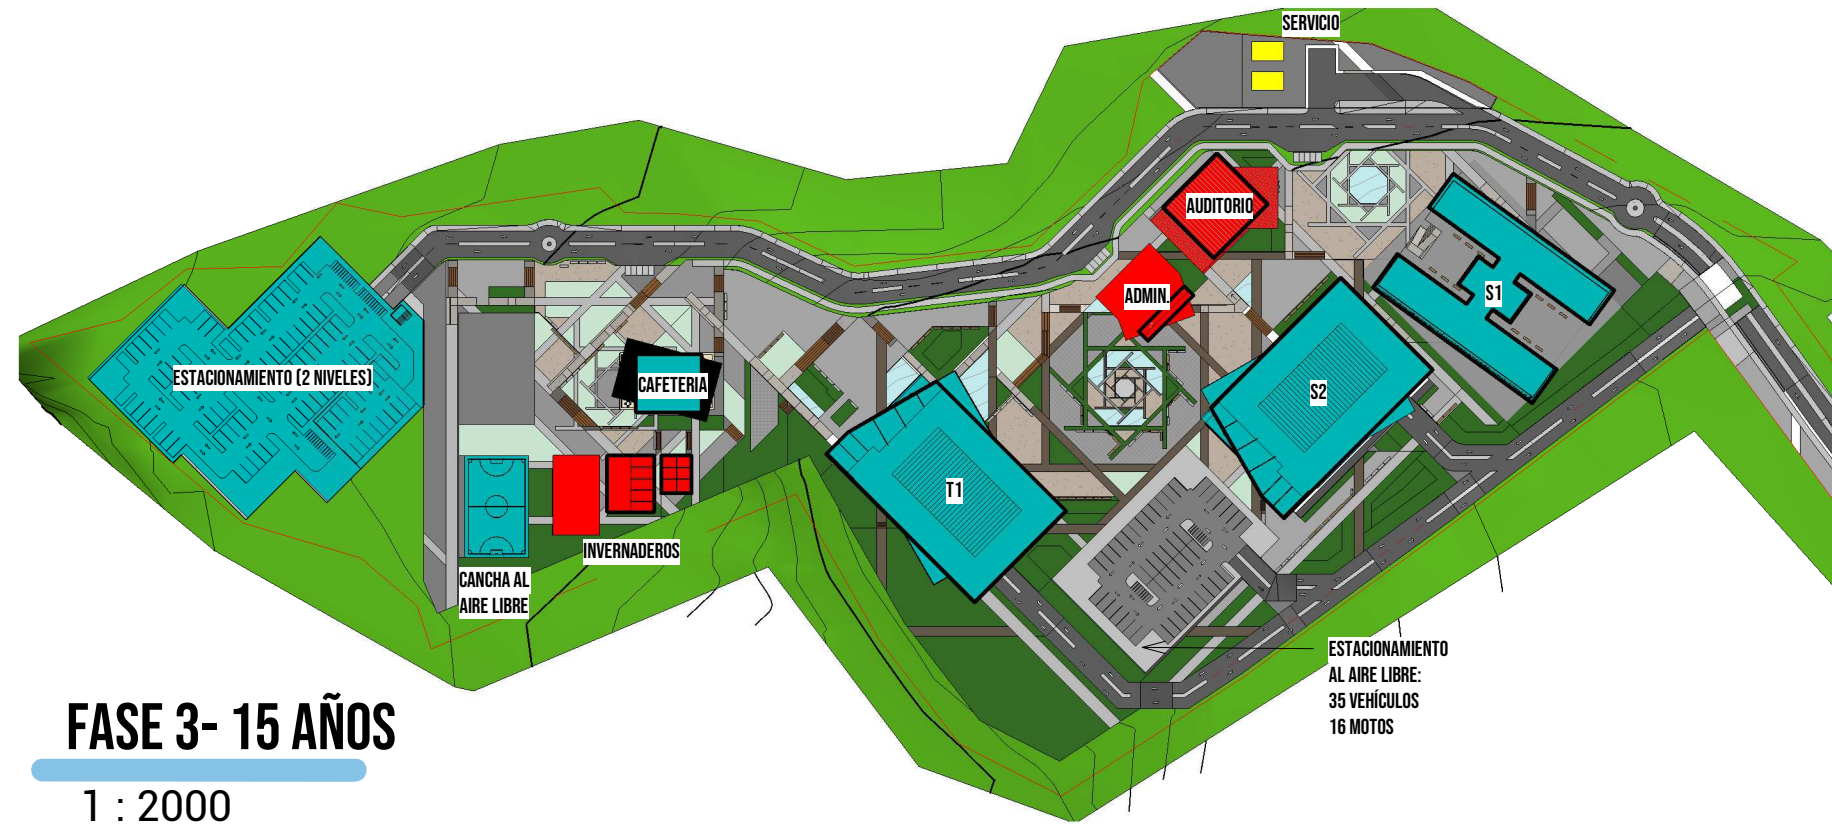 SERVICIO
AUDITORIO
ADMIN.
S1
ESTACIONAMIENTO (2 NIVELES)
CAFETERIA
S2
T1
INVERNADEROS
CANCHA AL
AIRE LIBRE
ESTACIONAMIENTO
AL AIRE LIBRE:
35 VEHÍCULOS
16 MOTOS
FASE 3- 15 AÑOS
1 : 2000